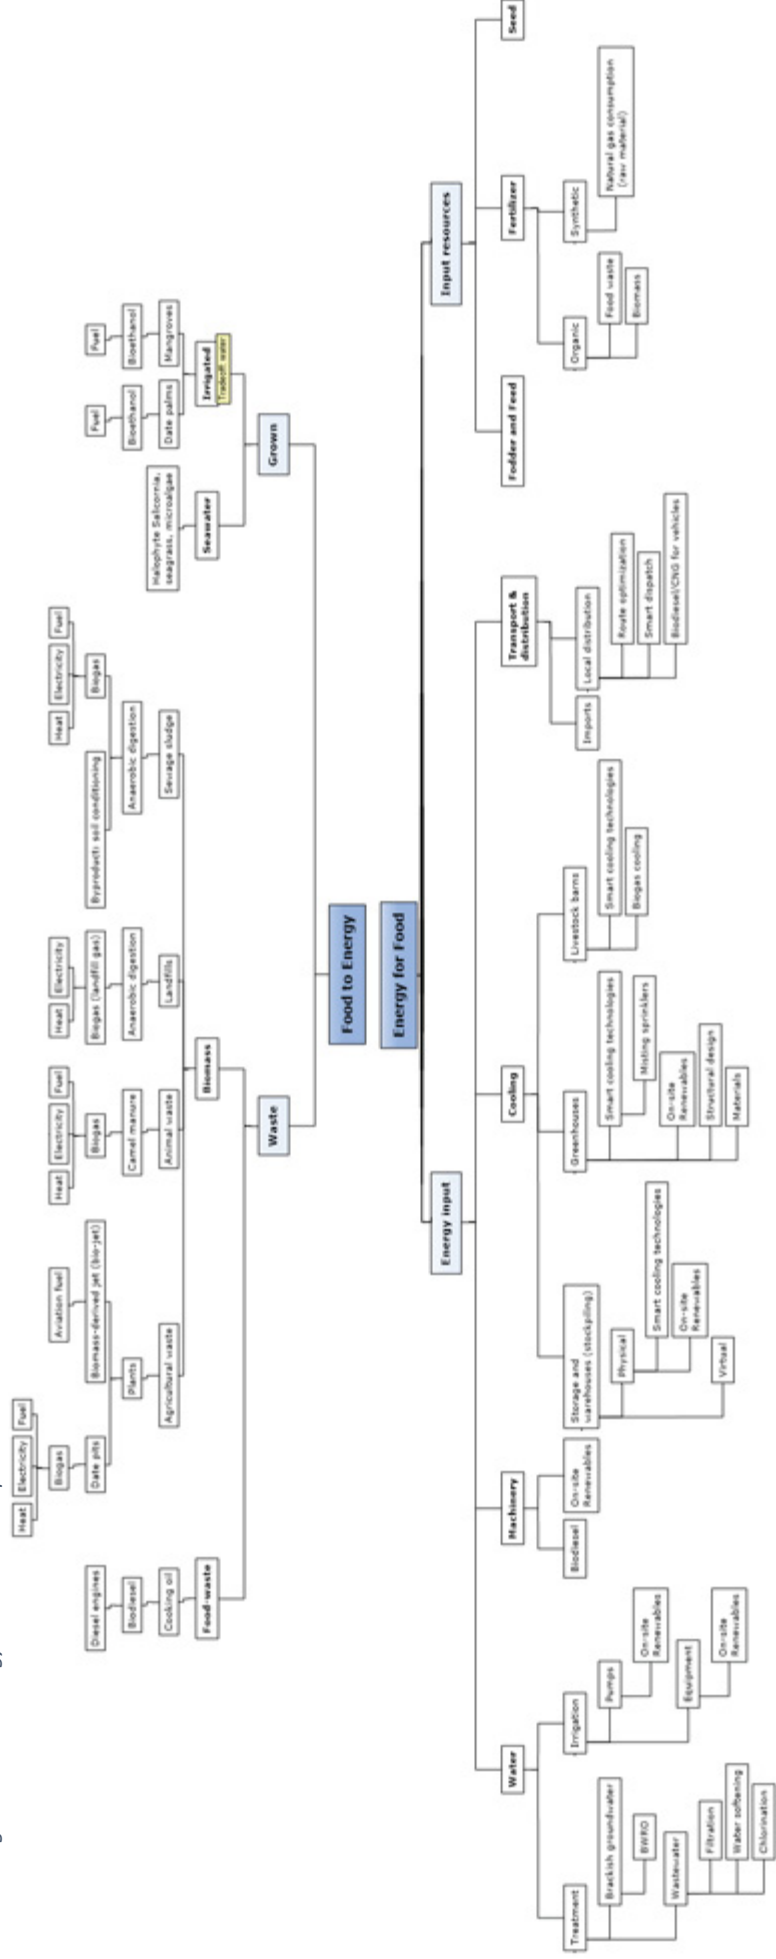 Heat
Electricity
Fuel
Biogas
Aviation fuel
Heat
Electricity
Fuel
Heat
Electricity
Heat
Electricity
Fuel
Diesel engines
Date pits
Biomass-derived jet (bio-jet)
Biogas
Biogas (landfill gas)
Byproduct: soil conditioning
Biogas
Fuel
Fuel
Biodiesel
Plants
Camel manure
Anaerobic digestion
Anaerobic digestion
Bioethanol
Bioethanol
Cooking oil
Agricultural waste
Animal waste
Landfills
Sewage sludge
Halophyte Salicornia,
seagrass, microalgae
Date palms
Mangroves
Food-waste
Biomass
Seawater
Irrigated
Tradeoff: water
Waste
Grown
Food to Energy
Energy for Food
Energy input
Input resources
Water
Machinery
Cooling
Transport &
distribution
Fodder and Feed
Fertilizer
Seed
Treatment
Brackish groundwater
BWRO
Wastewater
Filtration
Water softening
Chlorination
Irrigation
Pumps
On-site
Renewables
Equipment
On-site
Renewables
Biodiesel
On-site
Renewables
Storage and
warehouses (stockpiling)
Physical
Smart cooling technologies
On-site
Renewables
Virtual
Greenhouses
Smart cooling technologies
Misting sprinklers
On-site
Renewables
Structural design
Materials
Livestock barns
Smart cooling technologies
Biogas cooling
Imports
Local distribution
Route optimization
Smart dispatch
Biodiesel/CNG for vehicles
Organic
Food waste
Biomass
Synthetic
Natural gas consumption
(raw material)